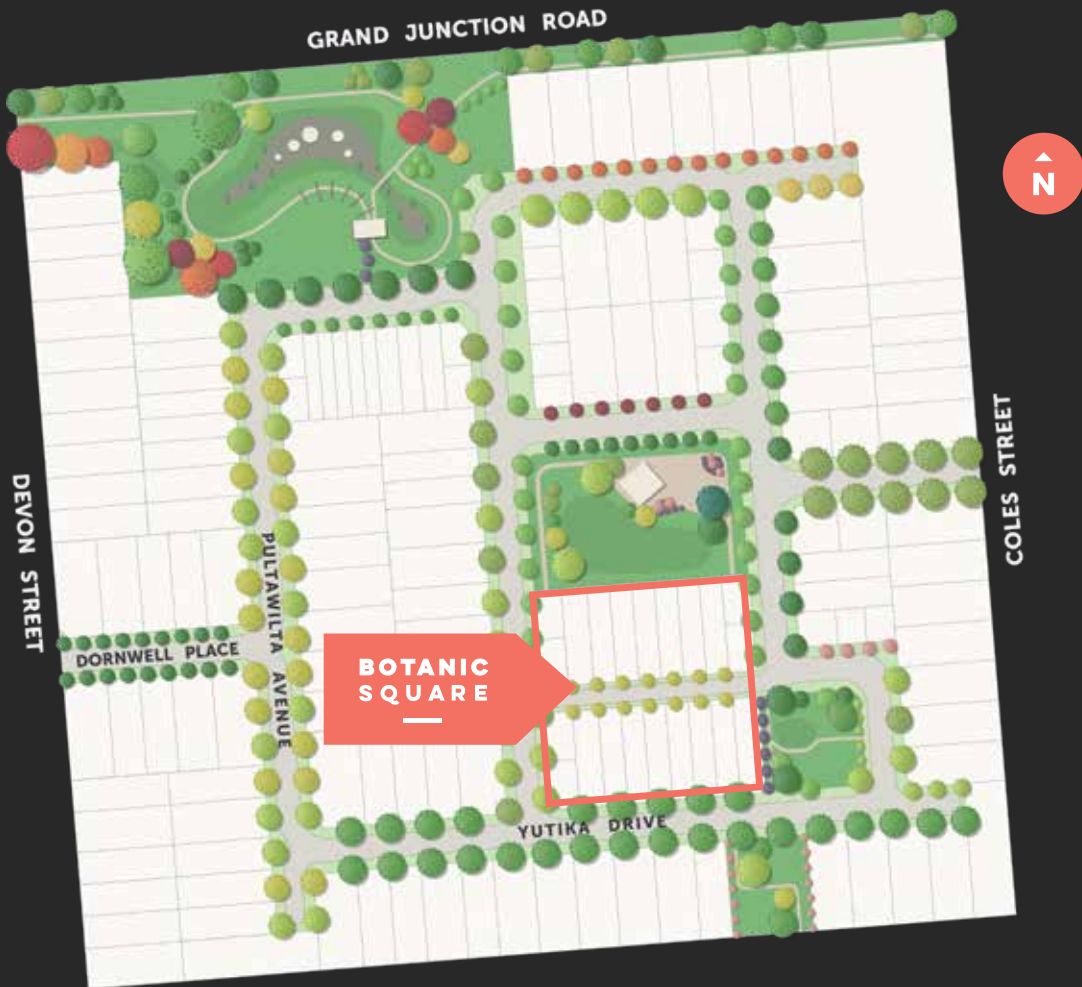 GRAND JUNCTION ROAD
N
DEVON STREET
COLES STREET
PULTAWILTA AVENUE
DORNWELL PLACE
BOTANIC
SQUARE
YUTIKA DRIVE